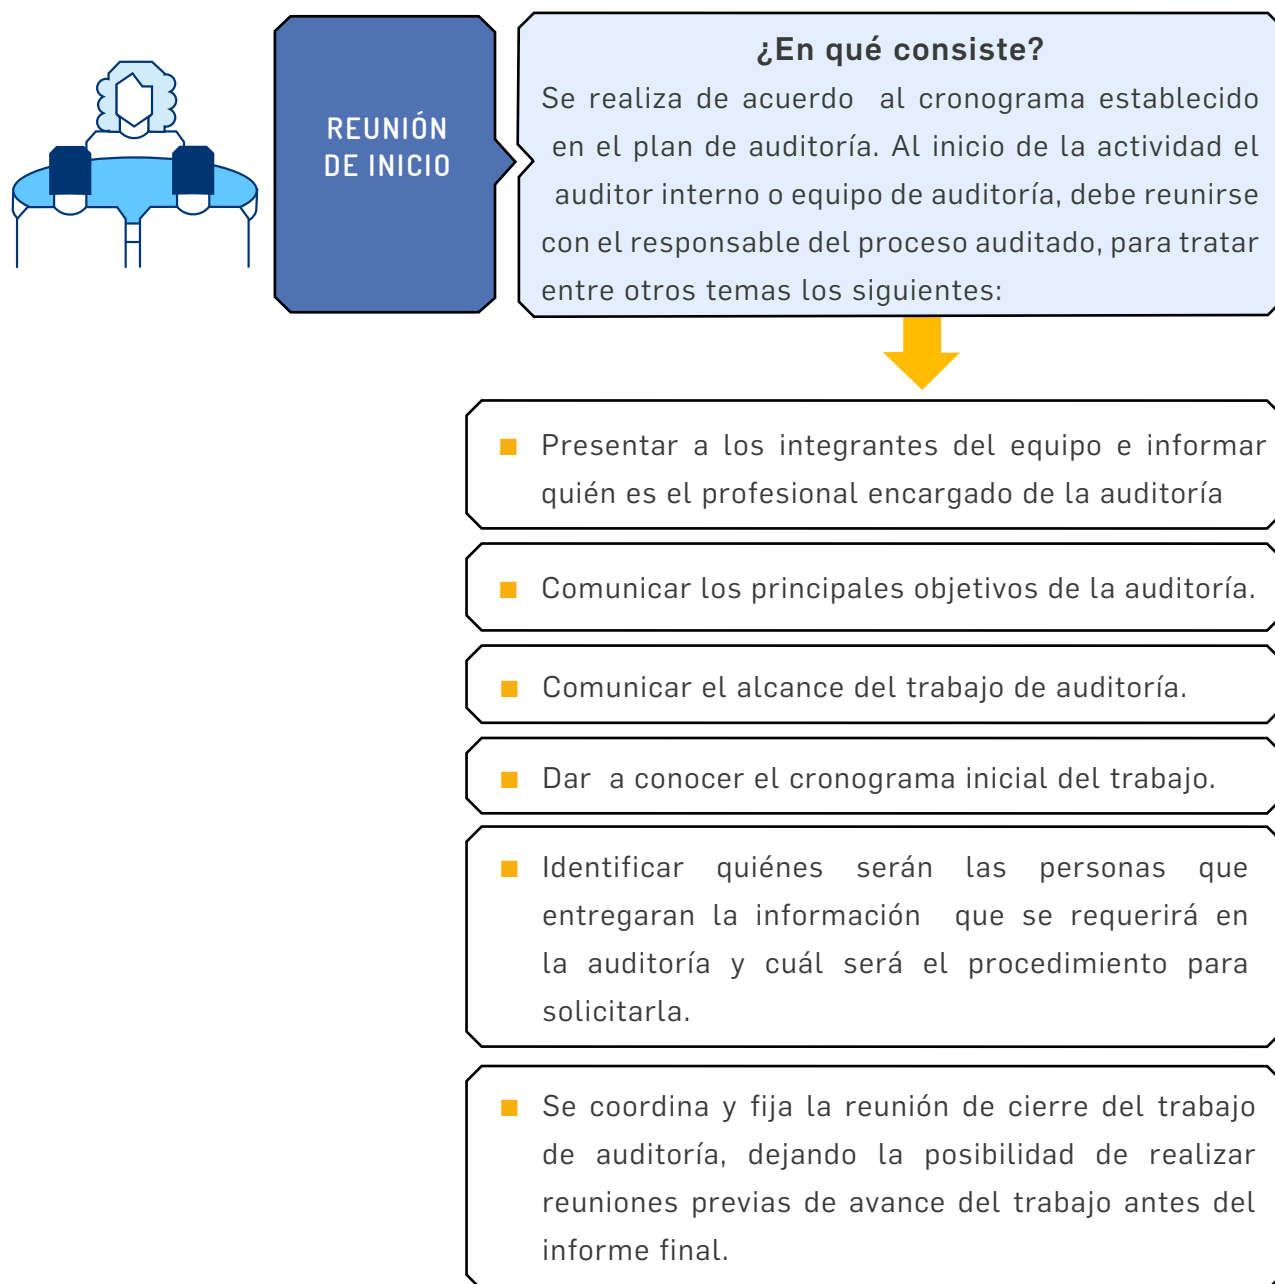 REUNIÓN
DE INICIO
¿En qué consiste?
Se realiza de acuerdo al cronograma establecido
en el plan de auditoría. Al inicio de la actividad el
auditor interno o equipo de auditoría, debe reunirse
con el responsable del proceso auditado, para tratar
entre otros temas los siguientes:
Presentar a los integrantes del equipo e informar
quién es el profesional encargado de la auditoría
Comunicar los principales objetivos de la auditoría.
Comunicar el alcance del trabajo de auditoría.
Dar a conocer el cronograma inicial del trabajo.
Identificar quiénes serán las personas que
entregaran la información que se requerirá en
la auditoría y cuál será el procedimiento para
solicitarla.
Se coordina y fija la reunión de cierre del trabajo
de auditoría, dejando la posibilidad de realizar
reuniones previas de avance del trabajo antes del
informe final.